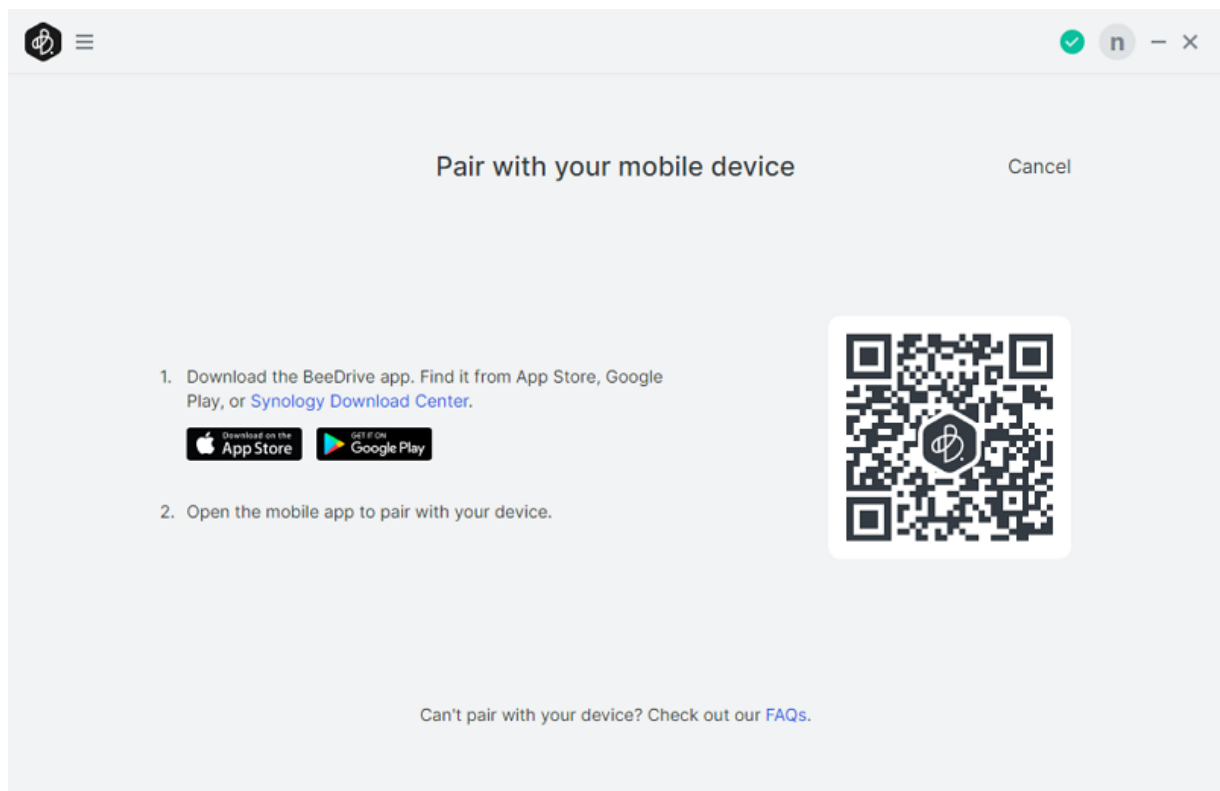 n
Pair with your mobile device
Cancel
1. Download the BeeDrive app. Find it from App Store, Google
Play, or Synology Download Center.
Download on the
App Store
GET IT ON
Google Play
2. Open the mobile app to pair with your device.
Can't pair with your device? Check out our FAQs.